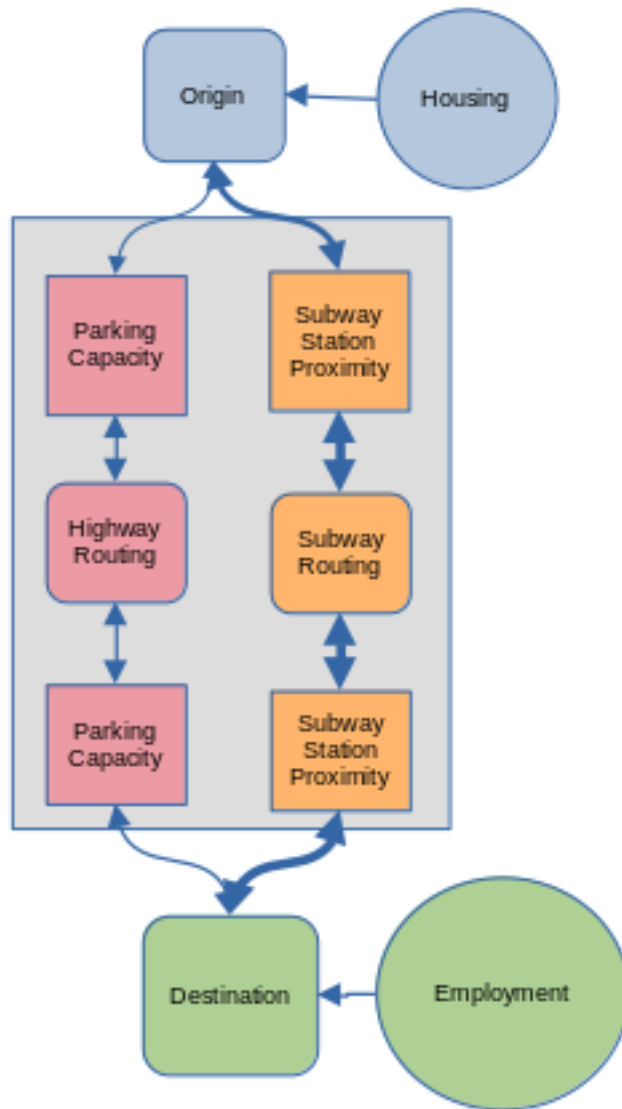 Origin
Housing
Parking
Capacity
Subway
Station
Proximity
Highway
Routing
Subway
Routing
Parking
Capacity
Subway
Station
Proximity
Destination
Employment